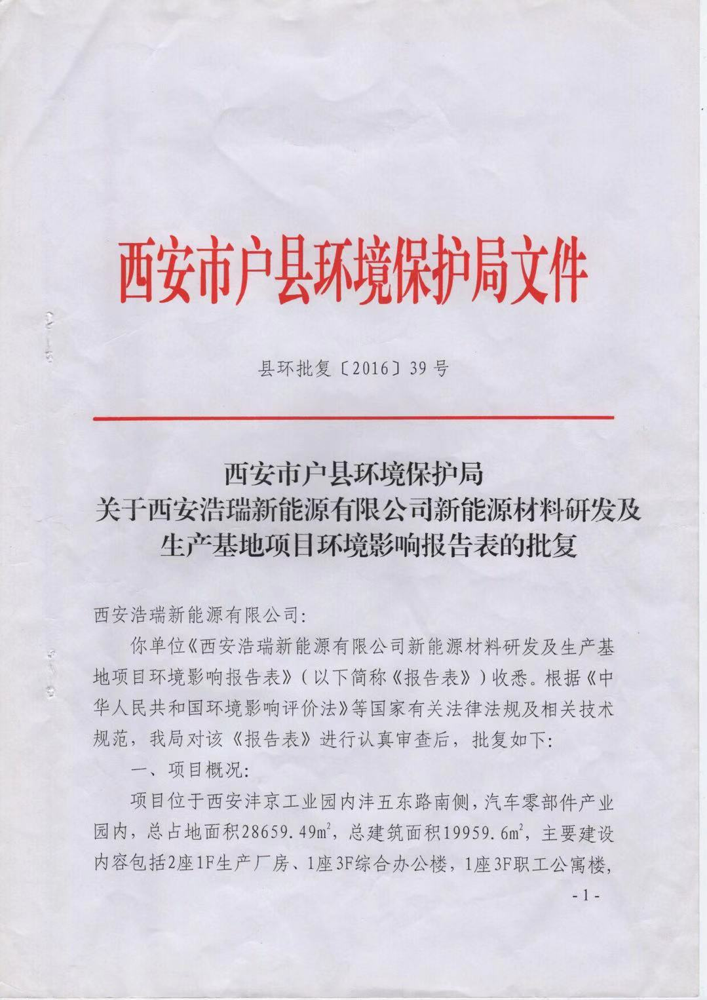 西安市户县环境保护局文件
县环批复〔2016〕39 号
西安市户县环境保护局
关于西安浩瑞新能源有限公司新能源材料研发及
生产基地项目环境影响报告表的批复
西安浩瑞新能源有限公司：
你单位《西安浩瑞新能源有限公司新能源材料研发及生产基
地项目环境影响报告表》（以下简称《报告表》）收悉。根据《中
华人民共和国环境影响评价法》等国家有关法律法规及相关技术
规范，我局对该《报告表》进行认真审查后，批复如下：
一、项目概况：
项目位于西安沣京工业园内沣五东路南侧，汽车零部件产业
园内，总占地面积28659.49m²，总建筑面积19959.6m²，主要建设
内容包括2座1F生产厂房、1座3F综合办公楼，1座3F职工公寓楼，
- 1 -